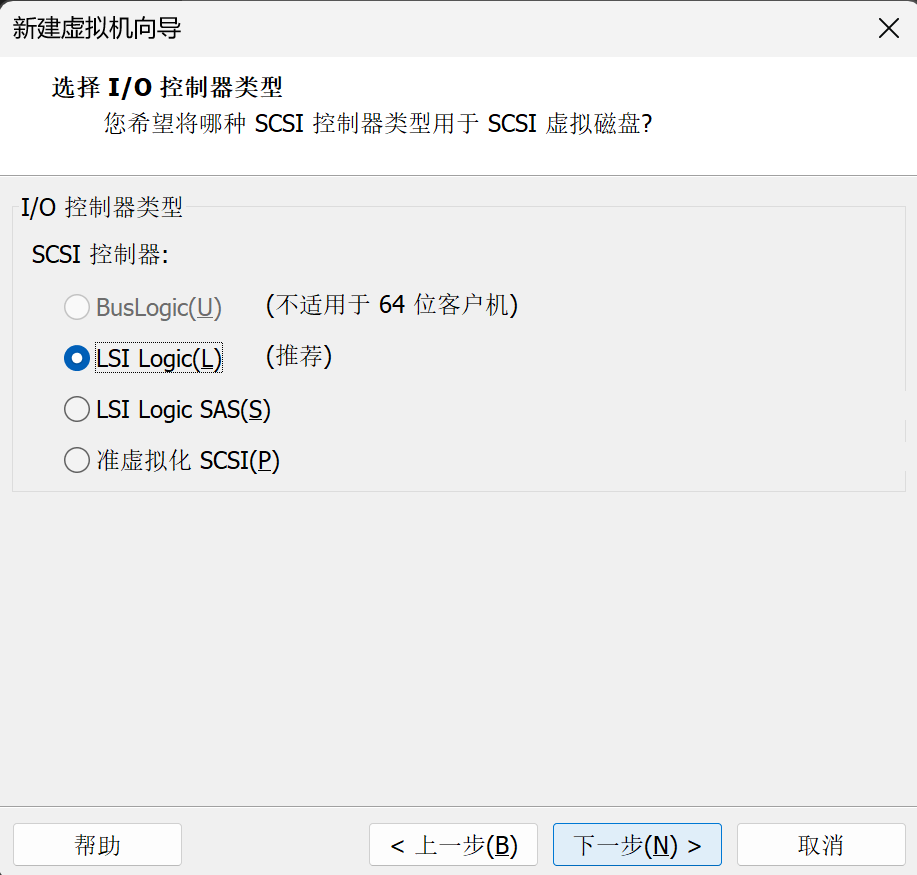 新建虚拟机向导
选择 I/O 控制器类型
您希望将哪种 SCSI 控制器类型用于 SCSI 虚拟磁盘?
I/O 控制器类型
SCSI 控制器:
BusLogic(U) (不适用于 64 位客户机)
LSI Logic(L) (推荐)
LSI Logic SAS(S)
准虚拟化 SCSI(P)
帮助 < 上一步(B) 下一步(N) > 取消